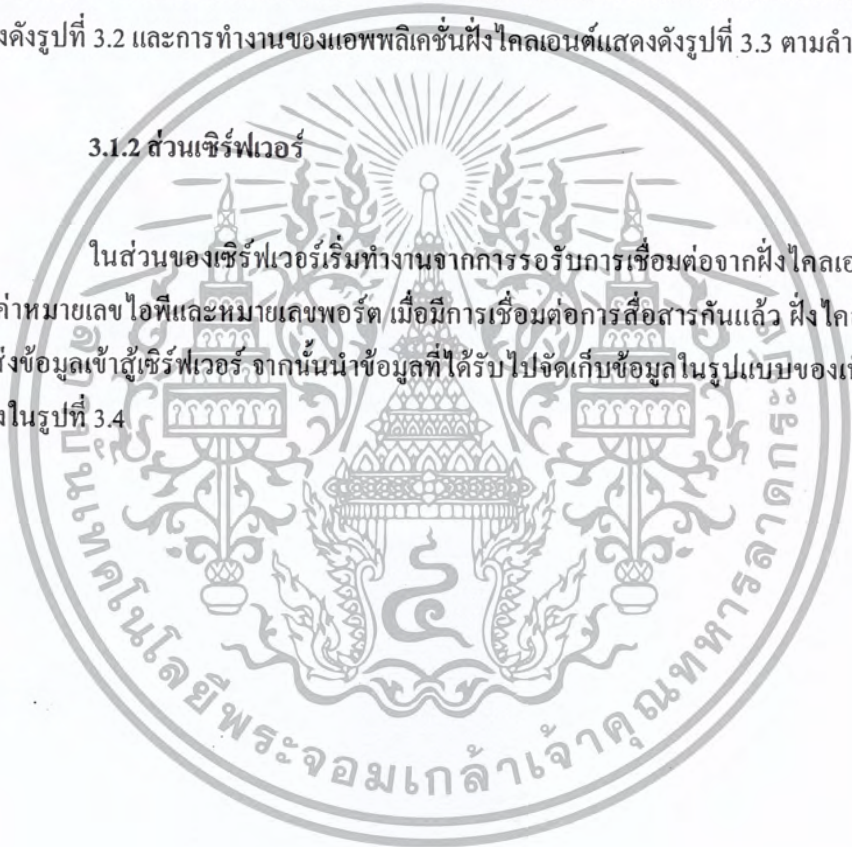 งดังรูปที่ 3.2 และการทำงานของแอพพลิเคชั่นฝั่งไคลเอนต์แสดงดังรูปที่ 3.3 ตามลำ
3.1.2 ส่วนเซิร์ฟเวอร์
ในส่วนของเซิร์ฟเวอร์เริ่มทำงานจากการรอรับการเชื่อมต่อจากฝั่งไคลเอ
ค่าหมายเลขไอพีและหมายเลขพอร์ต เมื่อมีการเชื่อมต่อการสื่อสารกันแล้ว ฝั่งไค
ส่งข้อมูลเข้าสู้เซิร์ฟเวอร์ จากนั้นนำข้อมูลที่ได้รับไปจัดเก็บข้อมูลในรูปแบบของเ
งในรูปที่ 3.4
สถาบันเทคโนโลยีพระจอมเกล้าเจ้าคุณทหารลาดกระบัง